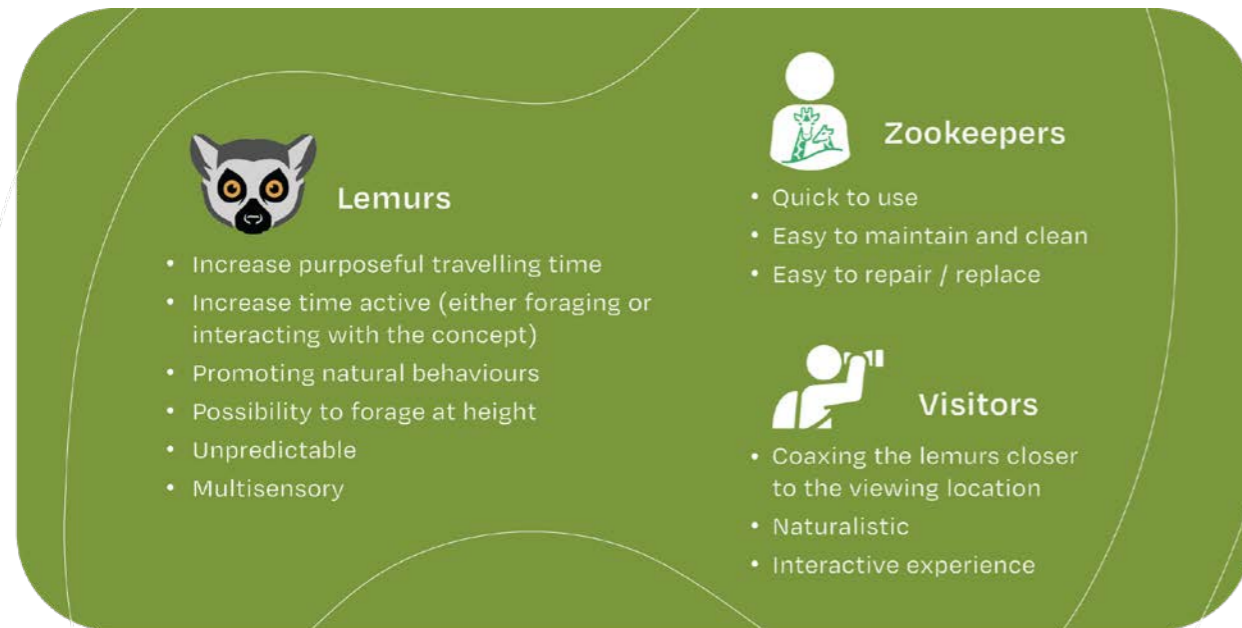 Lemurs
• Increase purposeful travelling time
• Increase time active (either foraging or
interacting with the concept)
• Promoting natural behaviours
• Possibility to forage at height
• Unpredictable
• Multisensory
Zookeepers
• Quick to use
• Easy to maintain and clean
• Easy to repair / replace
Visitors
• Coaxing the lemurs closer
to the viewing location
• Naturalistic
• Interactive experience